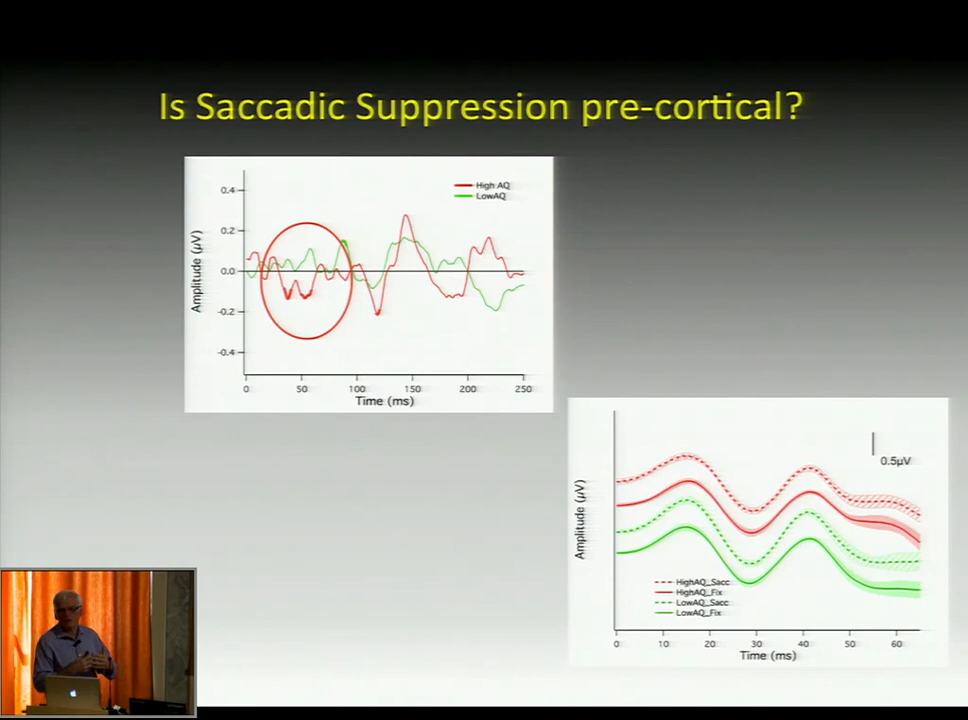 Is Saccadic Suppression pre-cortical?
High AQ
LowAQ
0.4
0.2
0.0
-0.2
-0.4
Amplitude (µV)
0 50 100 150 200 250
Time (ms)
0.5µV
Amplitude (µV)
HighAQ_Sacc
HighAQ_Fix
LowAQ_Sacc
LowAQ_Fix
0 10 20 30 40 50 60
Time (ms)